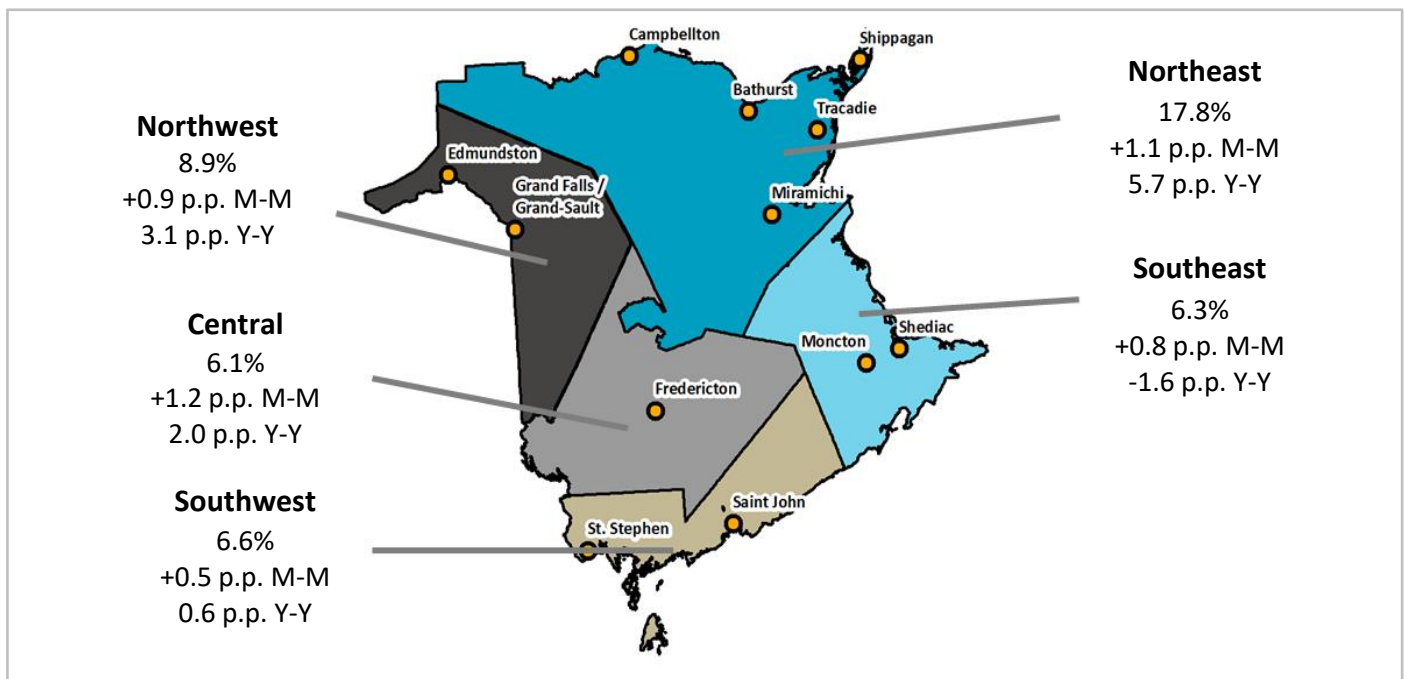 Northwest
8.9%
+0.9 p.p. M-M
3.1 p.p. Y-Y
Central
6.1%
+1.2 p.p. M-M
2.0 p.p. Y-Y
Southwest
6.6%
+0.5 p.p. M-M
0.6 p.p. Y-Y
Campbellton
Shippagan
Bathurst
Tracadie
Edmundston
Grand Falls /
Grand-Sault
Miramichi
Moncton
Shediac
Fredericton
Saint John
St. Stephen
Northeast
17.8%
+1.1 p.p. M-M
5.7 p.p. Y-Y
Southeast
6.3%
+0.8 p.p. M-M
-1.6 p.p. Y-Y